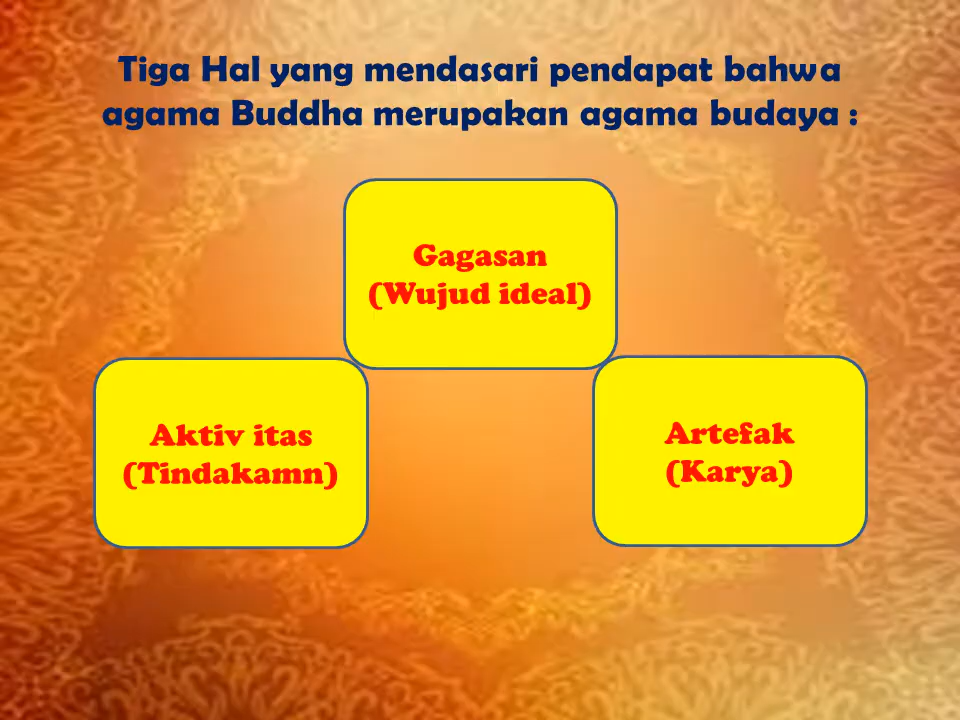 Tiga Hal yang mendasari pendapat bahwa
agama Buddha merupakan agama budaya :
Gagasan
(Wujud ideal)
Aktiv itas
(Tindakamn)
Artefak
(Karya)